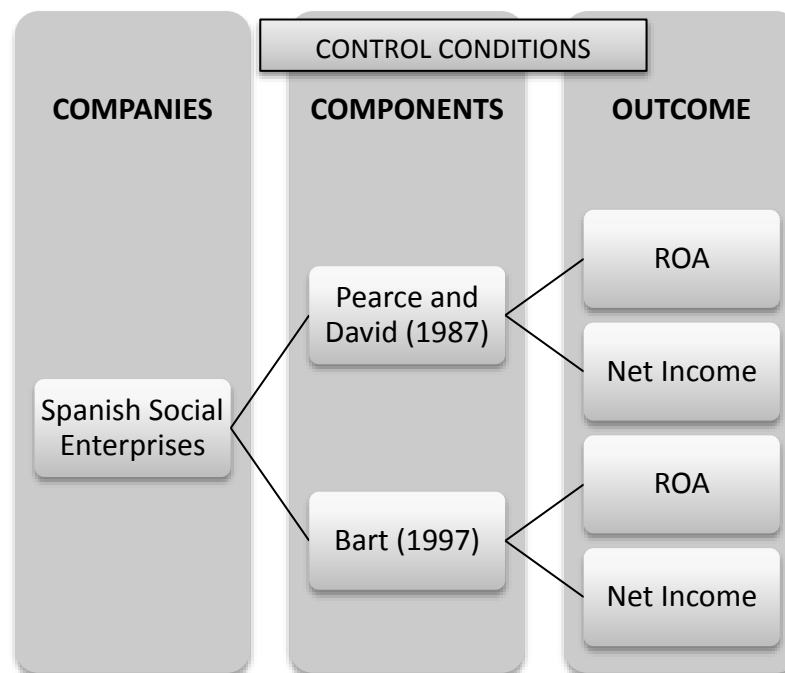 CONTROL CONDITIONS
COMPANIES
COMPONENTS
OUTCOME
Spanish Social
Enterprises
Pearce and
David (1987)
Bart (1997)
ROA
Net Income
ROA
Net Income